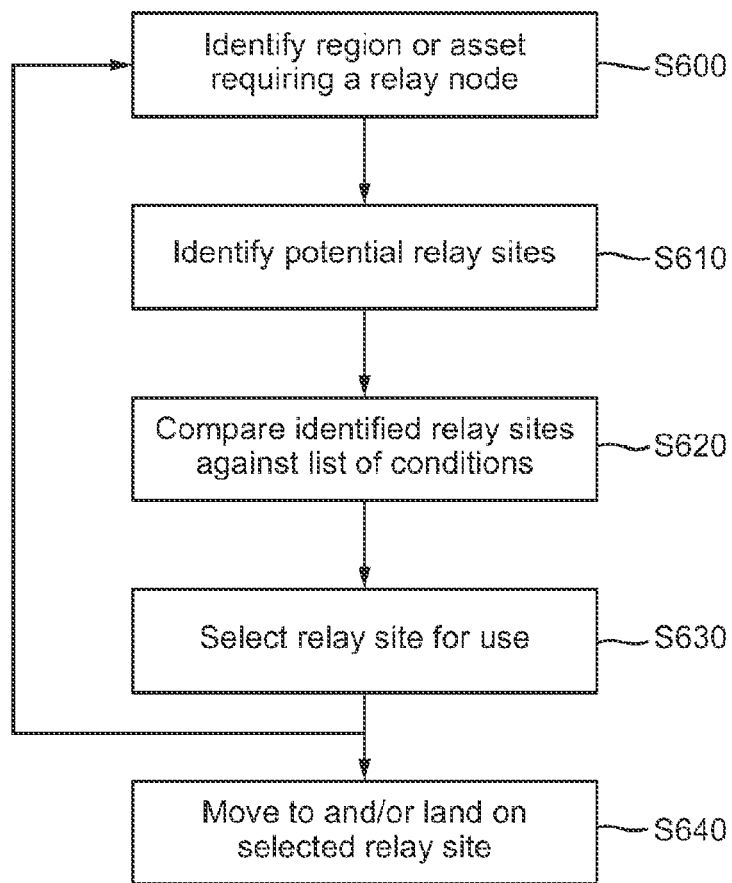 Identify region or asset
requiring a relay node
S600
Identify potential relay sites
S610
Compare identified relay sites
against list of conditions
S620
Select relay site for use
S630
Move to and/or land on
selected relay site
S640